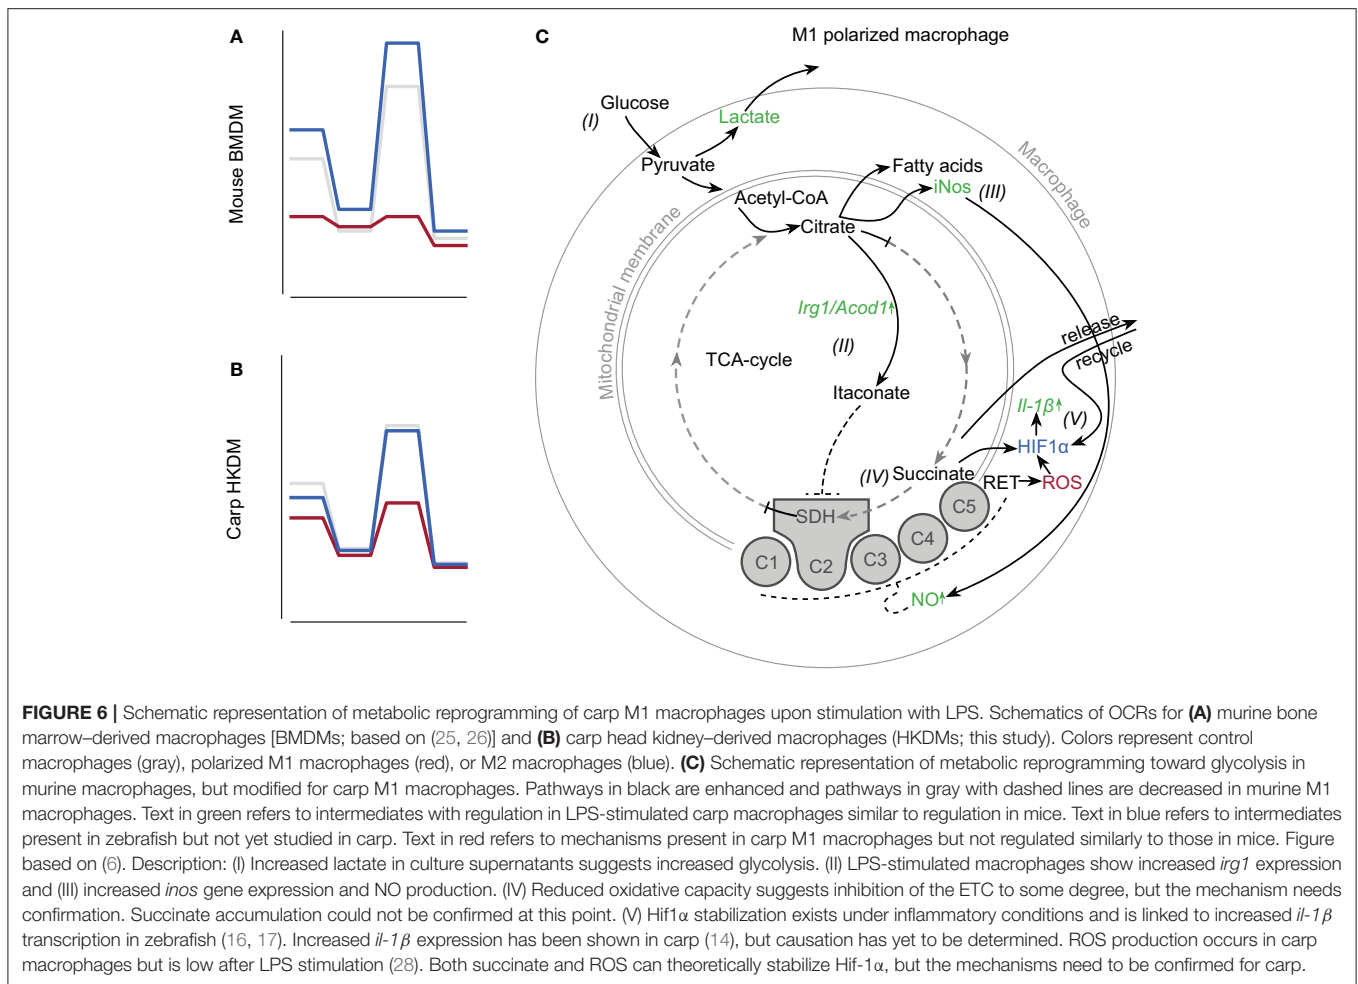 A
Mouse BMDM
B
Carp HKDM
C
M1 polarized macrophage
Glucose
(I)
Lactate
Pyruvate
Fatty acids
iNos (III)
Macrophage
Acetyl-CoA
Citrate
Mitochondrial membrane
Irg1/Acod1
(II)
TCA-cycle
release
recycle
Itaconate
Il-1β
(V)
HIF1α
(IV) Succinate
RET
ROS
SDH
C1
C2
C3
C4
C5
NO
FIGURE 6 | Schematic representation of metabolic reprogramming of carp M1 macrophages upon stimulation with LPS. Schematics of OCRs for (A) murine bone
marrow–derived macrophages [BMDMs; based on (25, 26)] and (B) carp head kidney–derived macrophages (HKDMs; this study). Colors represent control
macrophages (gray), polarized M1 macrophages (red), or M2 macrophages (blue). (C) Schematic representation of metabolic reprogramming toward glycolysis in
murine macrophages, but modified for carp M1 macrophages. Pathways in black are enhanced and pathways in gray with dashed lines are decreased in murine M1
macrophages. Text in green refers to intermediates with regulation in LPS-stimulated carp macrophages similar to regulation in mice. Text in blue refers to intermediates
present in zebrafish but not yet studied in carp. Text in red refers to mechanisms present in carp M1 macrophages but not regulated similarly to those in mice. Figure
based on (6). Description: (I) Increased lactate in culture supernatants suggests increased glycolysis. (II) LPS-stimulated macrophages show increased irg1 expression
and (III) increased inos gene expression and NO production. (IV) Reduced oxidative capacity suggests inhibition of the ETC to some degree, but the mechanism needs
confirmation. Succinate accumulation could not be confirmed at this point. (V) Hif1α stabilization exists under inflammatory conditions and is linked to increased il-1β
transcription in zebrafish (16, 17). Increased il-1β expression has been shown in carp (14), but causation has yet to be determined. ROS production occurs in carp
macrophages but is low after LPS stimulation (28). Both succinate and ROS can theoretically stabilize Hif-1α, but the mechanisms need to be confirmed for carp.